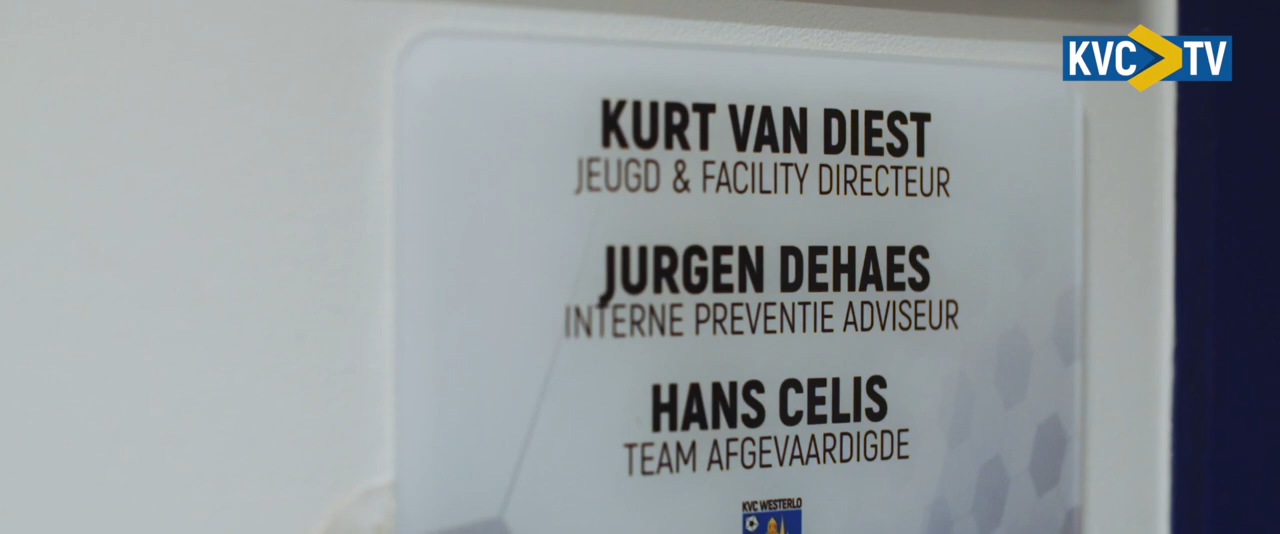 KVC TV
KURT VAN DIEST
JEUGD & FACILITY DIRECTEUR
JURGEN DEHAES
INTERNE PREVENTIE ADVISEUR
HANS CELIS
TEAM AFGEVAARDIGDE
KVC WESTERLO